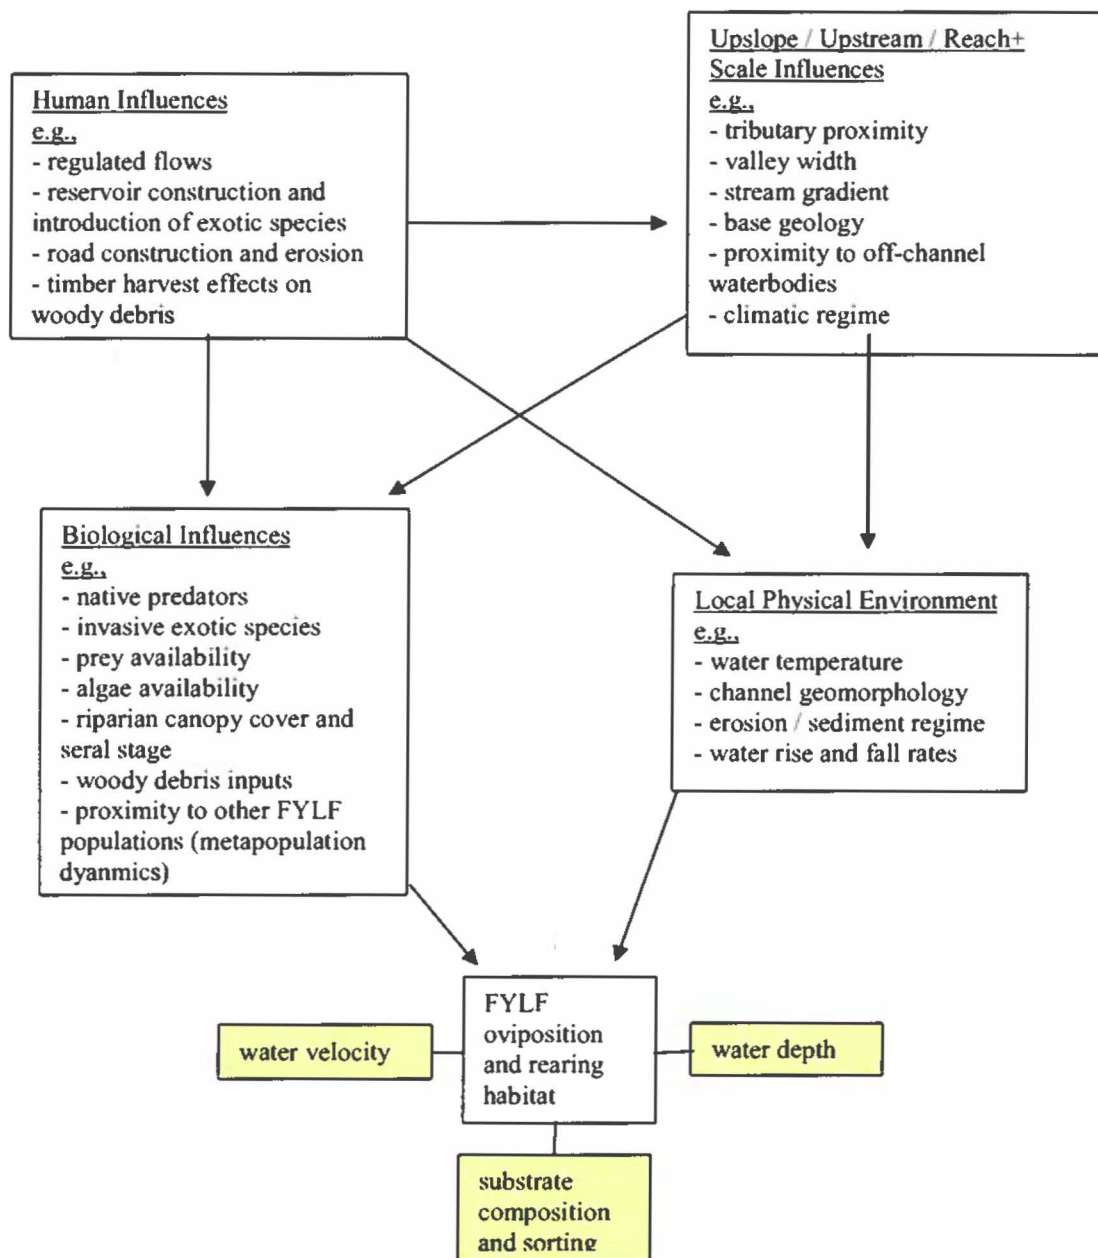 Human Influences
e.g.,
- regulated flows
- reservoir construction and
introduction of exotic species
- road construction and erosion
- timber harvest effects on
woody debris
Upslope / Upstream / Reach+
Scale Influences
e.g.,
- tributary proximity
- valley width
- stream gradient
- base geology
- proximity to off-channel
waterbodies
- climatic regime
Biological Influences
e.g.,
- native predators
- invasive exotic species
- prey availability
- algae availability
- riparian canopy cover and
seral stage
- woody debris inputs
- proximity to other FYLF
populations (metapopulation
dyanmics)
Local Physical Environment
e.g.,
- water temperature
- channel geomorphology
- erosion / sediment regime
- water rise and fall rates
FYLF
oviposition
and rearing
habitat
water velocity
water depth
substrate
composition
and sorting